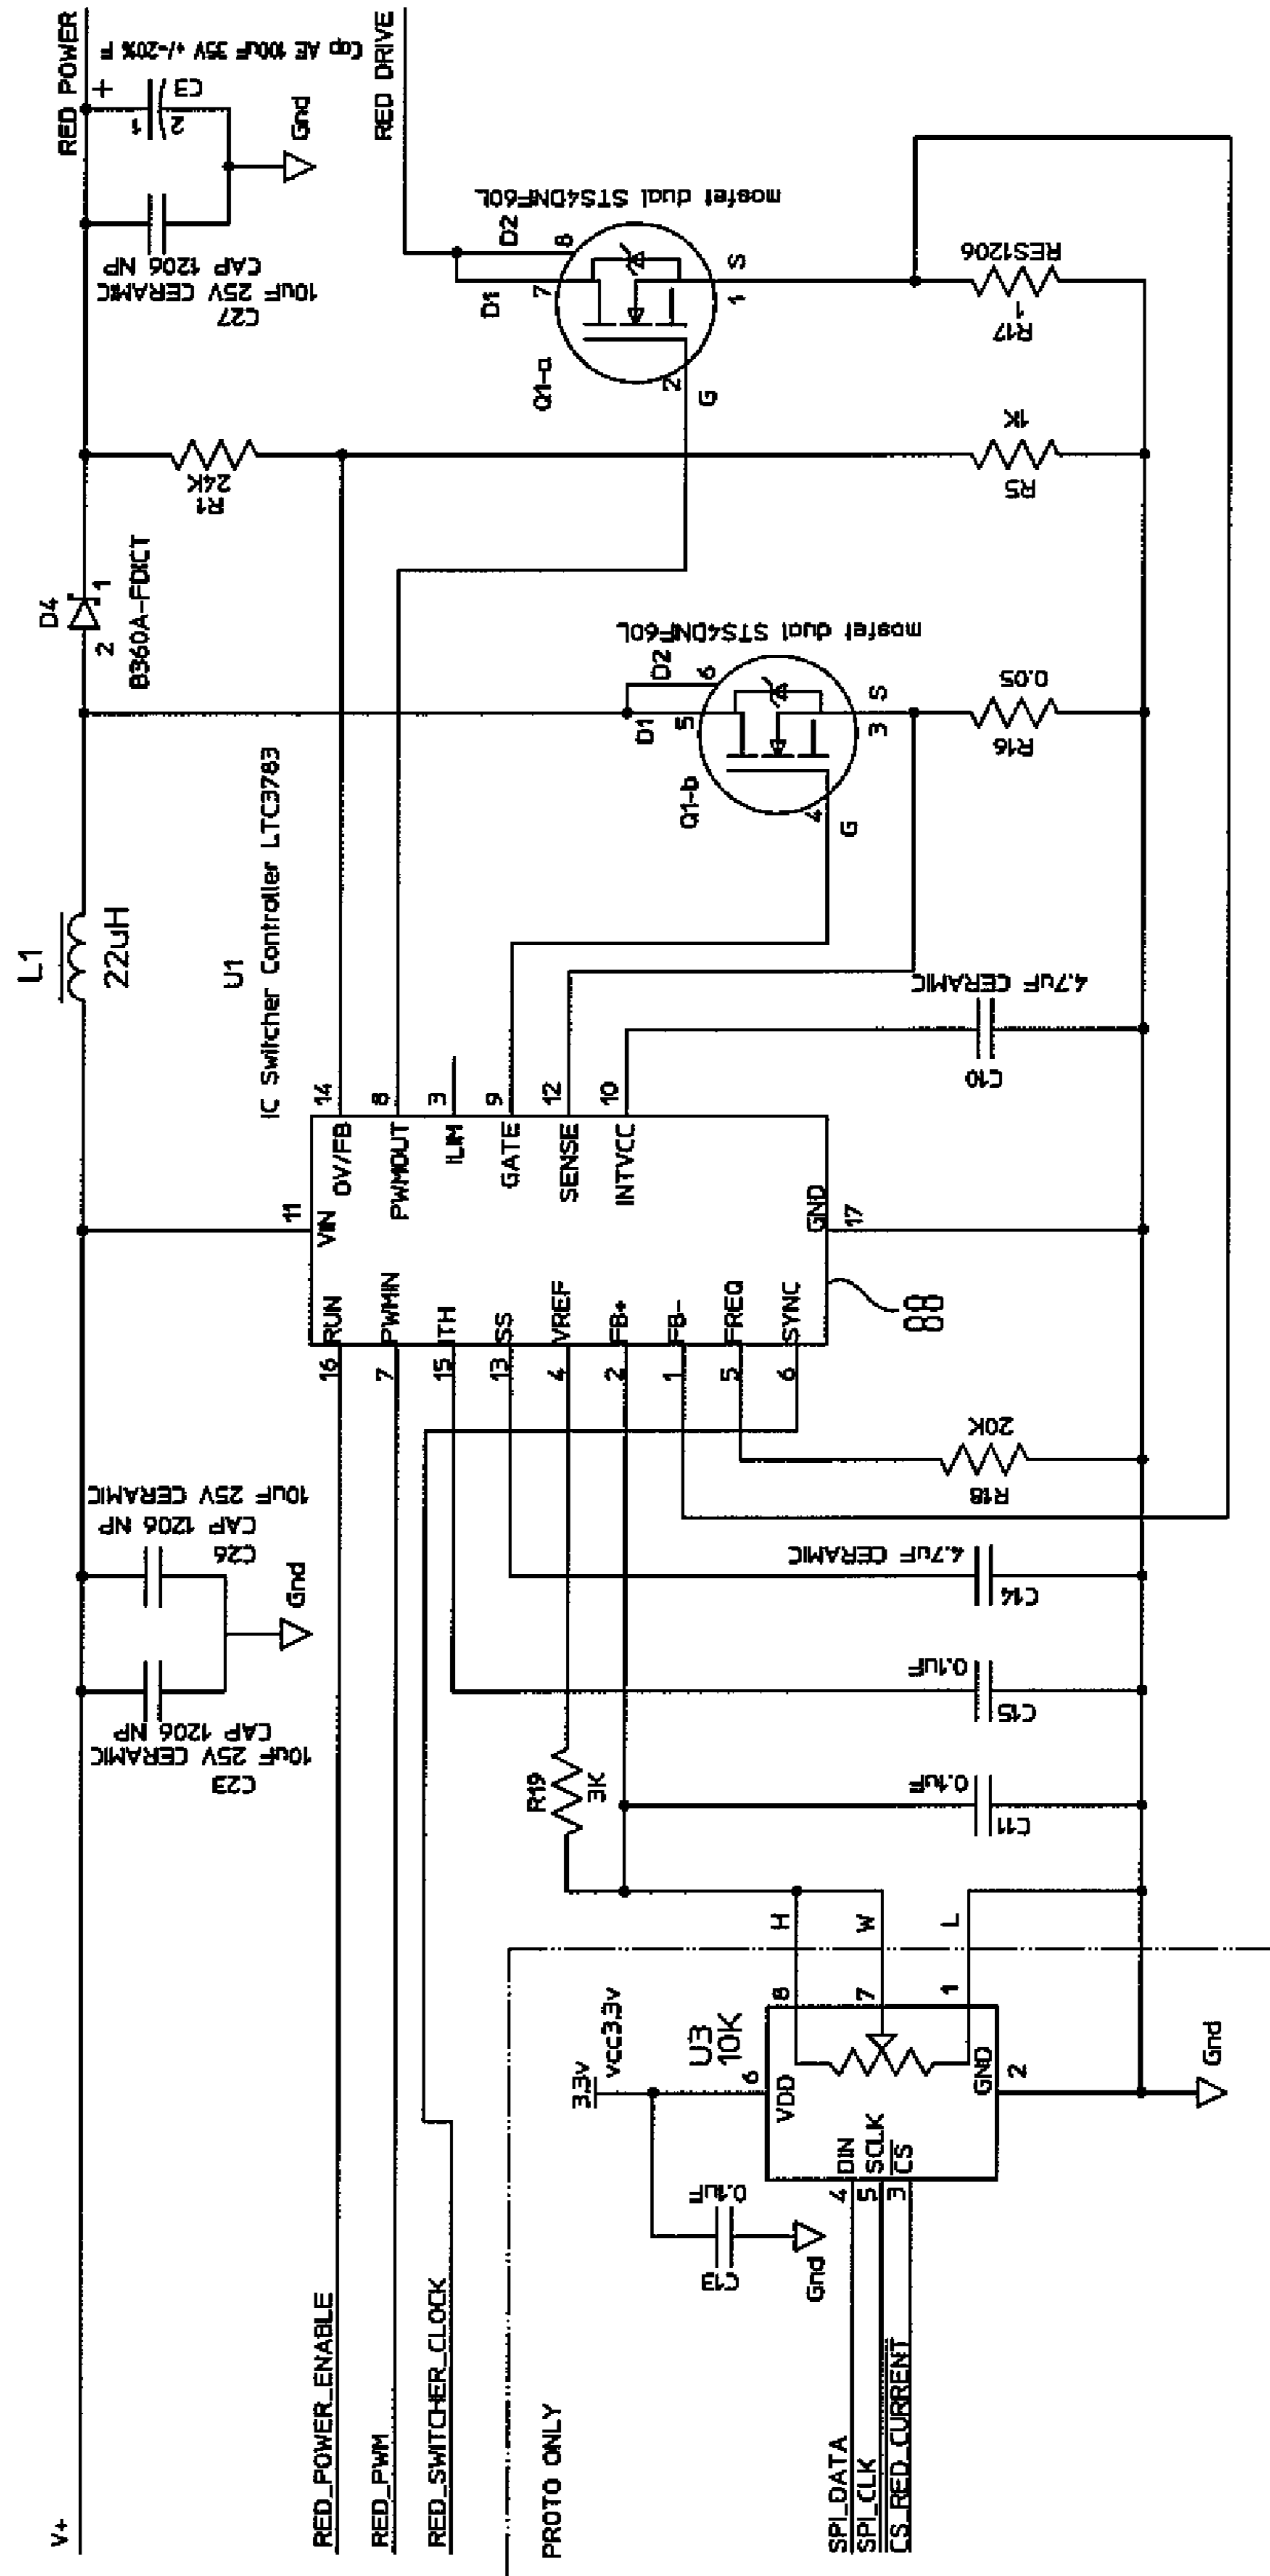 V+
L1
22uH
D4
2
1
B360A-FDICT
RED POWER
10uF 25V CERAMIC
CAP 1206 NP
C23
Gnd
10uF 25V CERAMIC
CAP 1206 NP
C26
C27
CAP 1206 NP
10uF 25V CERAMIC
+
1
2
C3
Cap AE 100uF 35V +/-20% F
Gnd
RED_POWER_ENABLE
RED_PWM
RED_SWITCHER_CLOCK
U1
IC Switcher Controller LTC3783
11
VIN
16
RUN
7
PWMIN
15
ITH
13
SS
4
VREF
2
FB+
1
FB-
5
FREQ
6
SYNC
OV/FB
14
PWMOUT
8
ILIM
3
GATE
9
SENSE
12
INTVCC
10
GND
17
88
R1
24K
RED DRIVE
D1
D2
7
8
mosfet dual STS4DNF60L
Q1-a
2
G
1
S
D1
D2
5
6
mosfet dual STS4DNF60L
Q1-b
4
G
3
S
R19
3K
C11
0.1uF
C15
0.1uF
C14
4.7uF CERAMIC
R18
20K
C10
4.7uF CERAMIC
R16
0.05
R5
1K
R17
1
RES1206
PROTO ONLY
3.3v
vcc3.3v
C13
0.1uF
Gnd
U3
10K
6
VDD
8
H
7
W
1
L
4
DIN
5
SCLK
3
CS
GND
2
SPI_DATA
SPI_CLK
CS_RED_CURRENT
Gnd